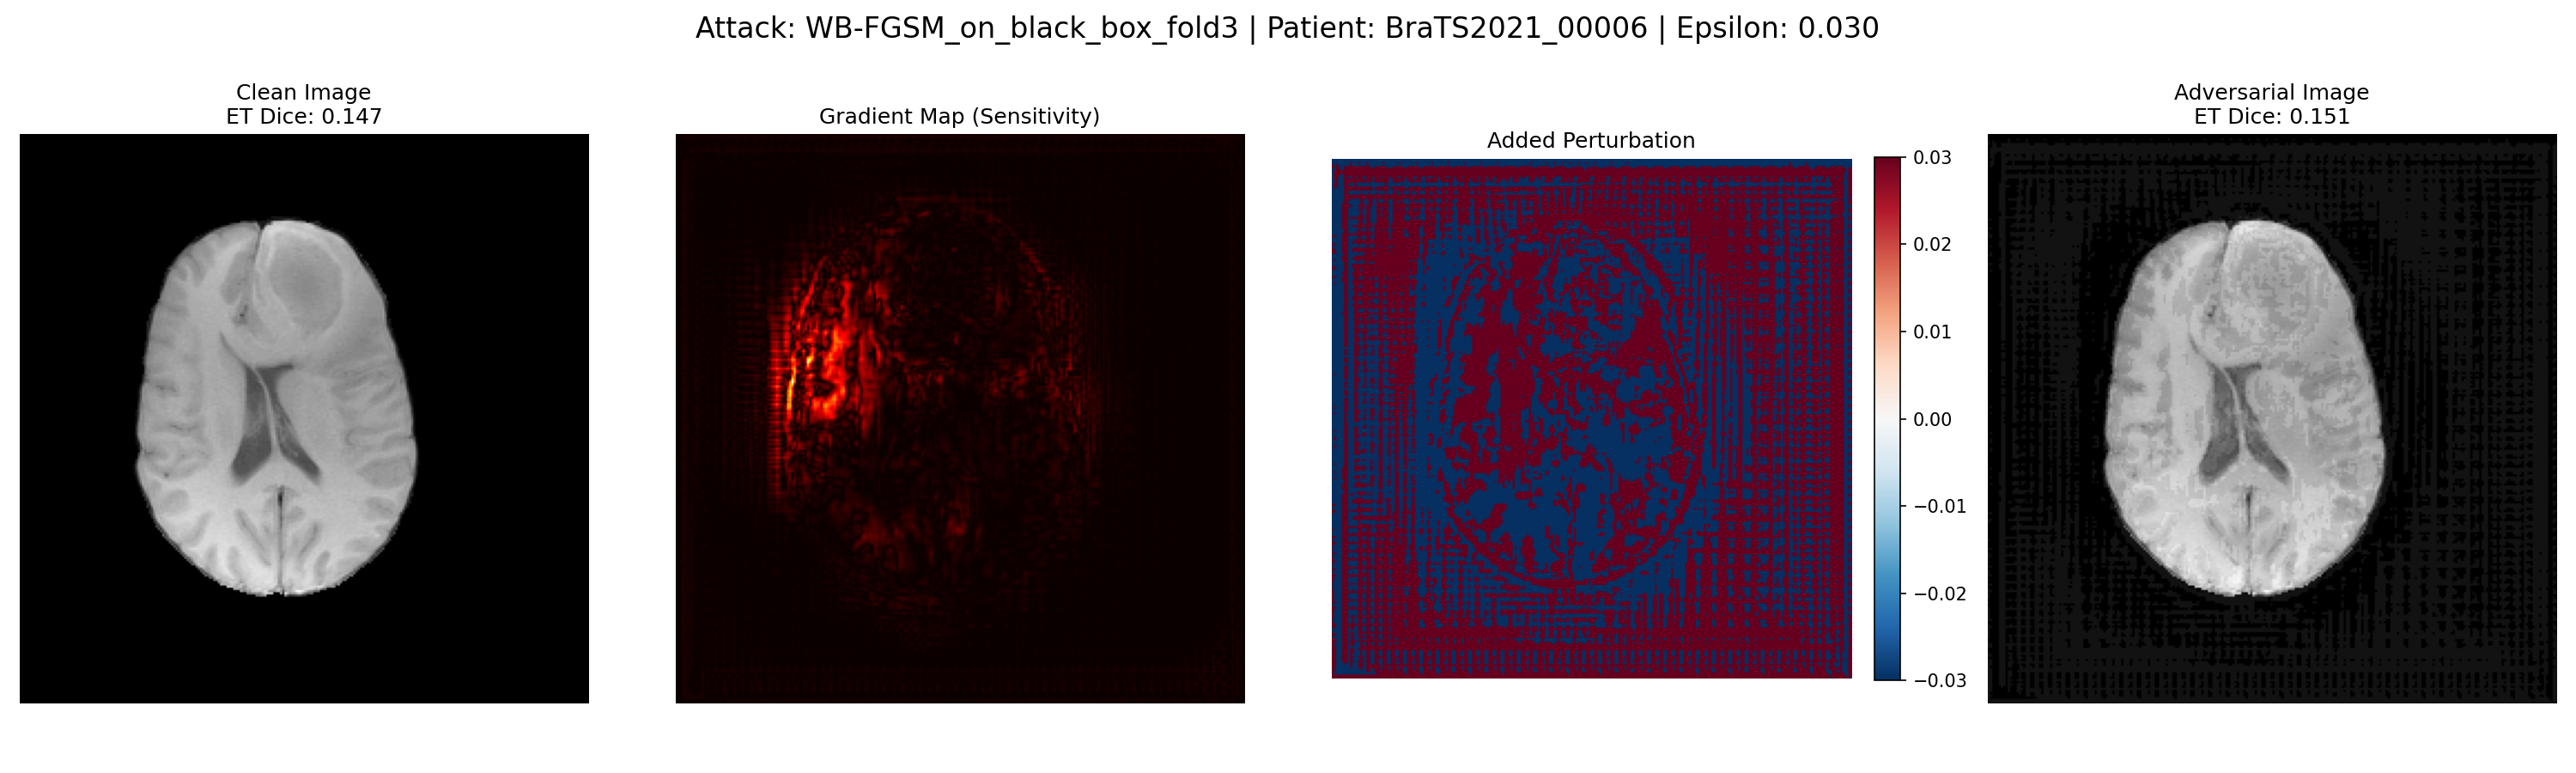 Attack: WB-FGSM_on_black_box_fold3 | Patient: BraTS2021_00006 | Epsilon: 0.030
Clean Image
ET Dice: 0.147
Gradient Map (Sensitivity)
Added Perturbation
0.03
0.02
0.01
0.00
−0.01
−0.02
−0.03
Adversarial Image
ET Dice: 0.151